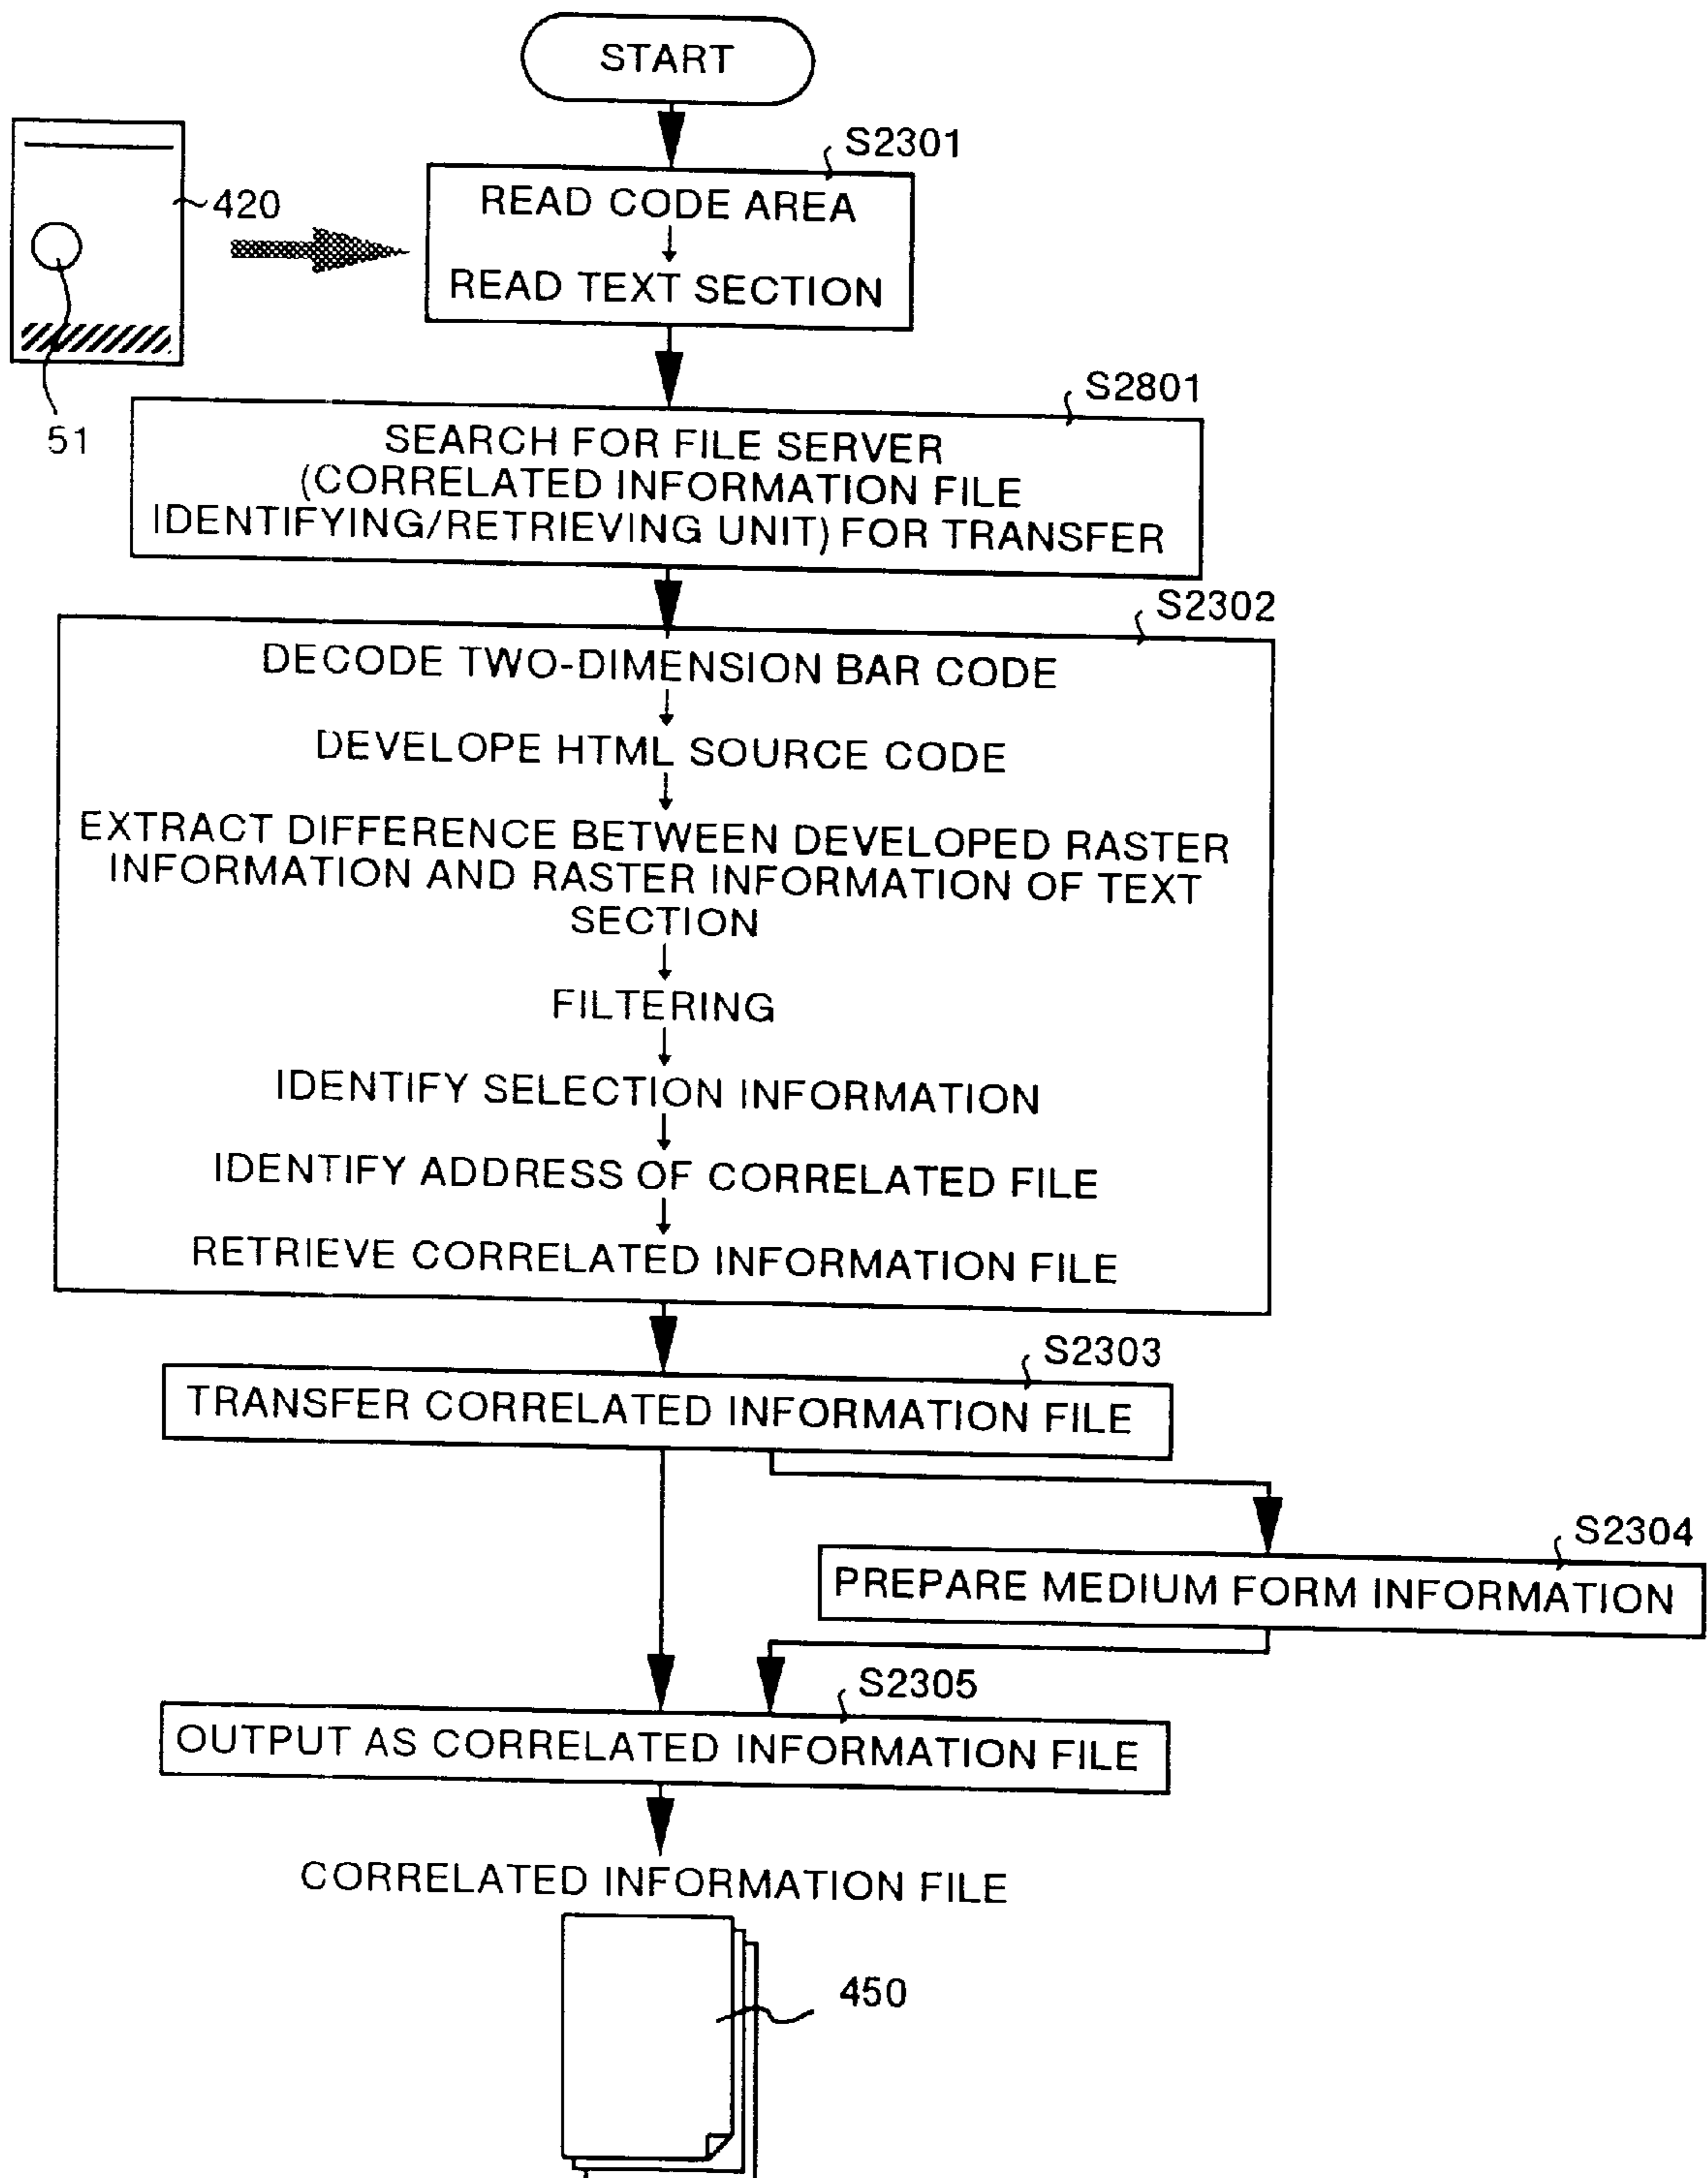 START
S2301
420
READ CODE AREA
READ TEXT SECTION
51
S2801
SEARCH FOR FILE SERVER
(CORRELATED INFORMATION FILE
IDENTIFYING/RETRIEVING UNIT) FOR TRANSFER
S2302
DECODE TWO-DIMENSION BAR CODE
DEVELOPE HTML SOURCE CODE
EXTRACT DIFFERENCE BETWEEN DEVELOPED RASTER
INFORMATION AND RASTER INFORMATION OF TEXT
SECTION
FILTERING
IDENTIFY SELECTION INFORMATION
IDENTIFY ADDRESS OF CORRELATED FILE
RETRIEVE CORRELATED INFORMATION FILE
S2303
TRANSFER CORRELATED INFORMATION FILE
S2304
PREPARE MEDIUM FORM INFORMATION
S2305
OUTPUT AS CORRELATED INFORMATION FILE
CORRELATED INFORMATION FILE
450